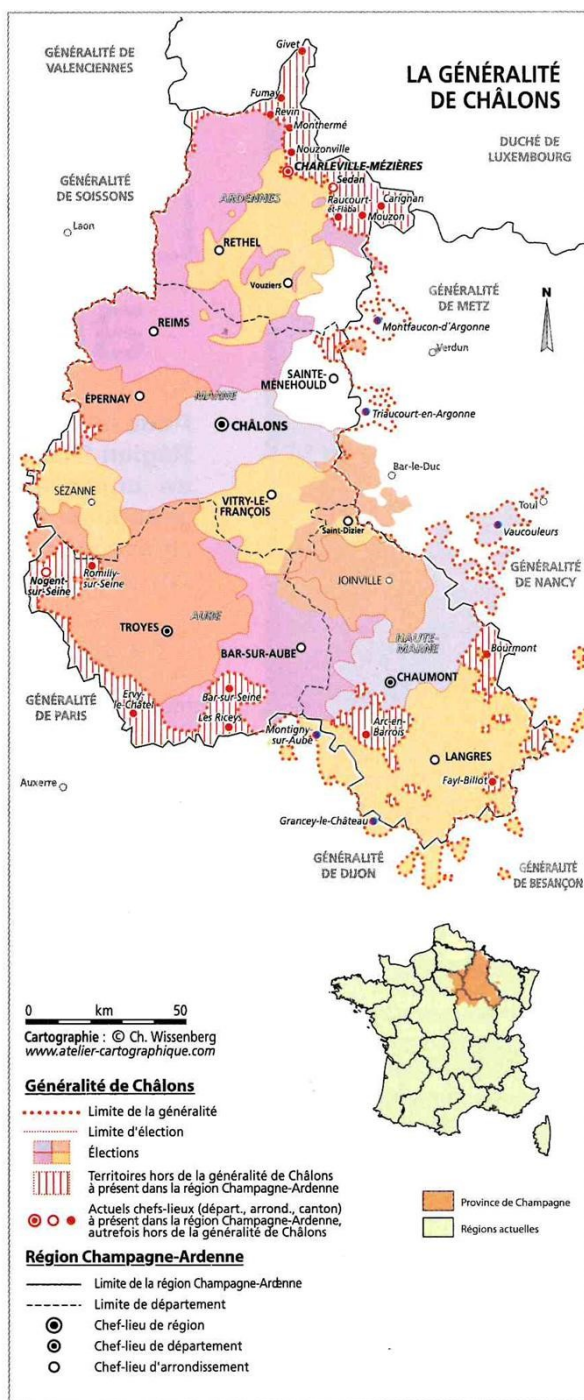 LA GÉNÉRALITÉ
DE CHÂLONS
GÉNÉRALITÉ DE
VALENCIENNES
Givet
Fumay
Revin
Monthermé
Nouzonville
CHARLEVILLE-MÉZIÈRES
DUCHÉ DE
LUXEMBOURG
GÉNÉRALITÉ
DE SOISSONS
Laon
ARDENNES
Sedan
Raucourt-
et-Flaba
Carignan
Mouzon
RETHEL
Vouziers
GÉNÉRALITÉ
DE METZ
N
REIMS
Montfaucon-d'Argonne
Verdun
SAINTE-
MÉNEHOULD
ÉPERNAY
MARNE
CHÂLONS
Triaucourt-en-Argonne
Bar-le-Duc
SÉZANNE
VITRY-LE-
FRANÇOIS
Saint-Dizier
Toul
Vaucouleurs
GÉNÉRALITÉ
DE NANCY
Nogent-
sur-Seine
Romilly-
sur-Seine
JOINVILLE
TROYES
AUBE
BAR-SUR-AUBE
HAUTE-
MARNE
Bourmont
CHAUMONT
GÉNÉRALITÉ
DE PARIS
Ervy-
le-Châtel
Bar-sur-Seine
Les Riceys
Montigny-
sur-Aube
Arc-en-
Barrois
LANGRES
Fayl-Billot
Auxerre
Grancey-le-Château
GÉNÉRALITÉ
DE DIJON
GÉNÉRALITÉ
DE BESANÇON
0 km 50
Cartographie : © Ch. Wissenberg
www.atelier-cartographique.com
Généralité de Châlons
Limite de la généralité
Limite d'élection
Élections
Territoires hors de la généralité de Châlons
à présent dans la région Champagne-Ardenne
Actuels chefs-lieux (départ., arrond., canton)
à présent dans la région Champagne-Ardenne,
autrefois hors de la généralité de Châlons
Région Champagne-Ardenne
Limite de la région Champagne-Ardenne
Limite de département
Chef-lieu de région
Chef-lieu de département
Chef-lieu d'arrondissement
Province de Champagne
Régions actuelles